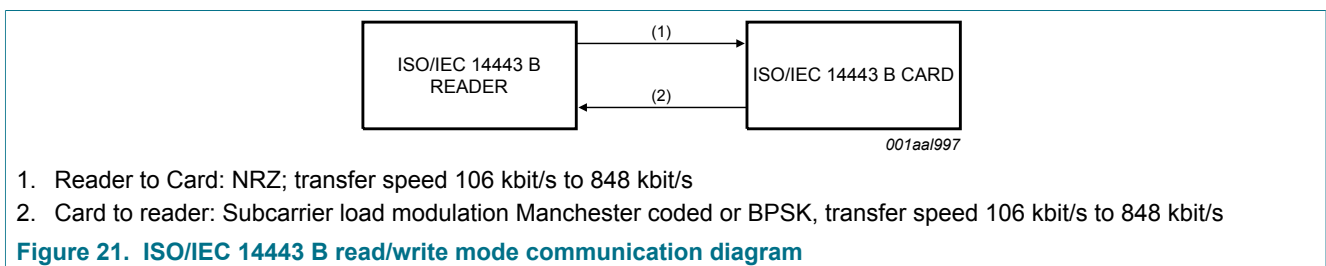 (1)
ISO/IEC 14443 B
READER
ISO/IEC 14443 B CARD
(2)
001aal997
1. Reader to Card: NRZ; transfer speed 106 kbit/s to 848 kbit/s
2. Card to reader: Subcarrier load modulation Manchester coded or BPSK, transfer speed 106 kbit/s to 848 kbit/s
Figure 21. ISO/IEC 14443 B read/write mode communication diagram